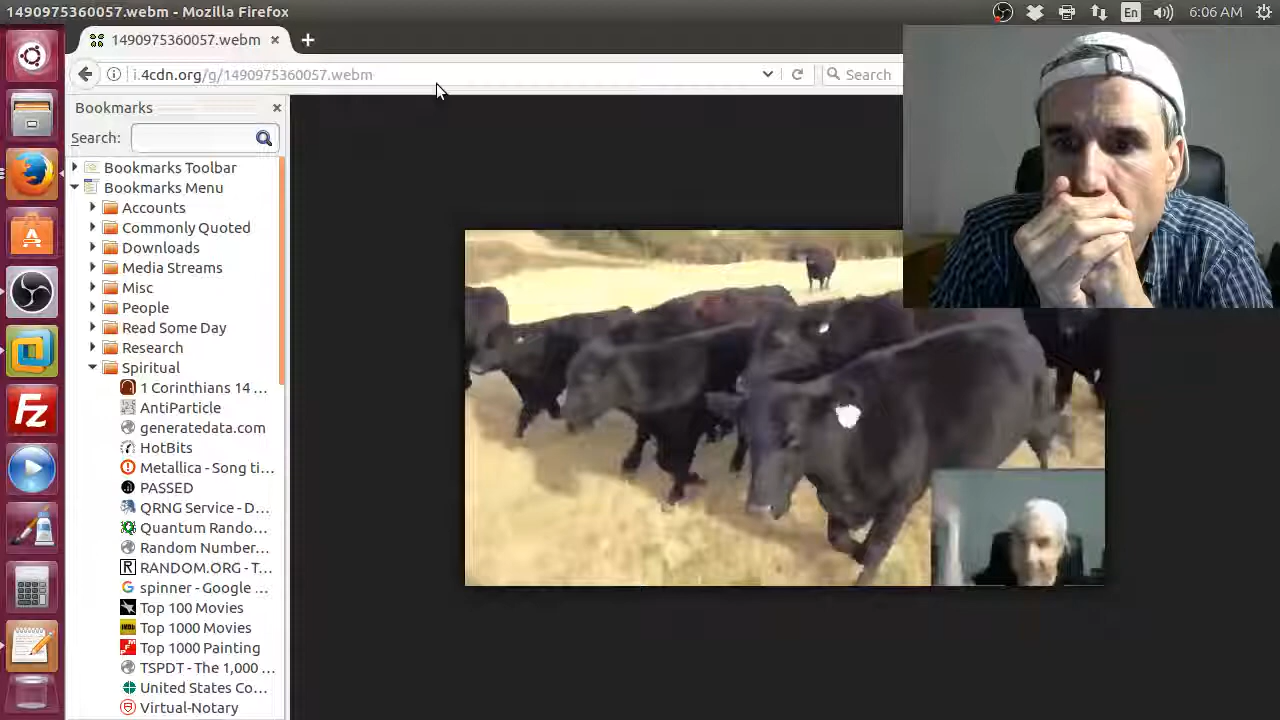 1490975360057.webm - Mozilla Firefox
En
6:06 AM
1490975360057.webm
i.4cdn.org/g/1490975360057.webm
Search
Bookmarks
Search:
Bookmarks Toolbar
Bookmarks Menu
Accounts
Commonly Quoted
Downloads
Media Streams
Misc
People
Read Some Day
Research
Spiritual
1 Corinthians 14 ...
AntiParticle
generatedata.com
HotBits
Metallica - Song ti...
PASSED
QRNG Service - D...
Quantum Rando...
Random Number...
R RANDOM.ORG - T...
spinner - Google ...
Top 100 Movies
IMDb Top 1000 Movies
Top 1000 Painting
TSPDT - The 1,000 ...
United States Co...
Virtual-Notary
Fz